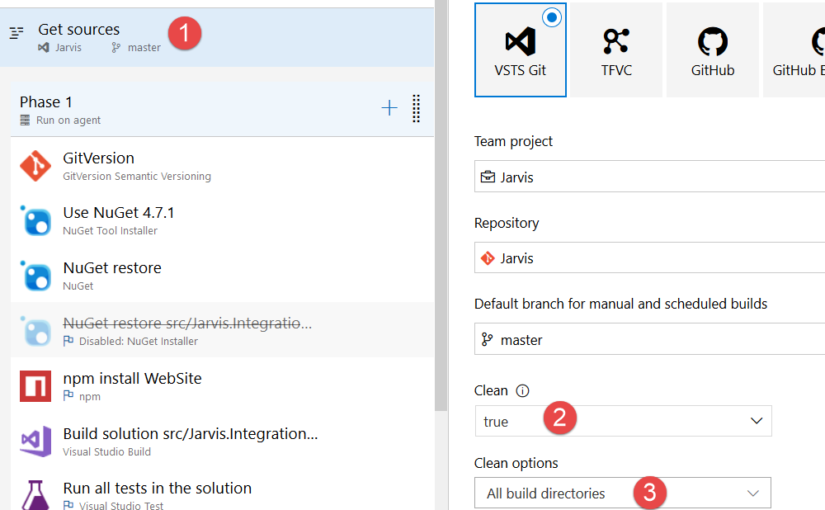 Get sources
Jarvis master
1
Phase 1
Run on agent
GitVersion
GitVersion Semantic Versioning
Use NuGet 4.7.1
NuGet Tool Installer
NuGet restore
NuGet
NuGet restore src/Jarvis.Integratio...
Disabled: NuGet Installer
npm install WebSite
npm
Build solution src/Jarvis.Integration...
Visual Studio Build
Run all tests in the solution
Visual Studio Test
VSTS Git
TFVC
GitHub
GitHub E
Team project
Jarvis
Repository
Jarvis
Default branch for manual and scheduled builds
master
Clean
true
2
Clean options
All build directories
3